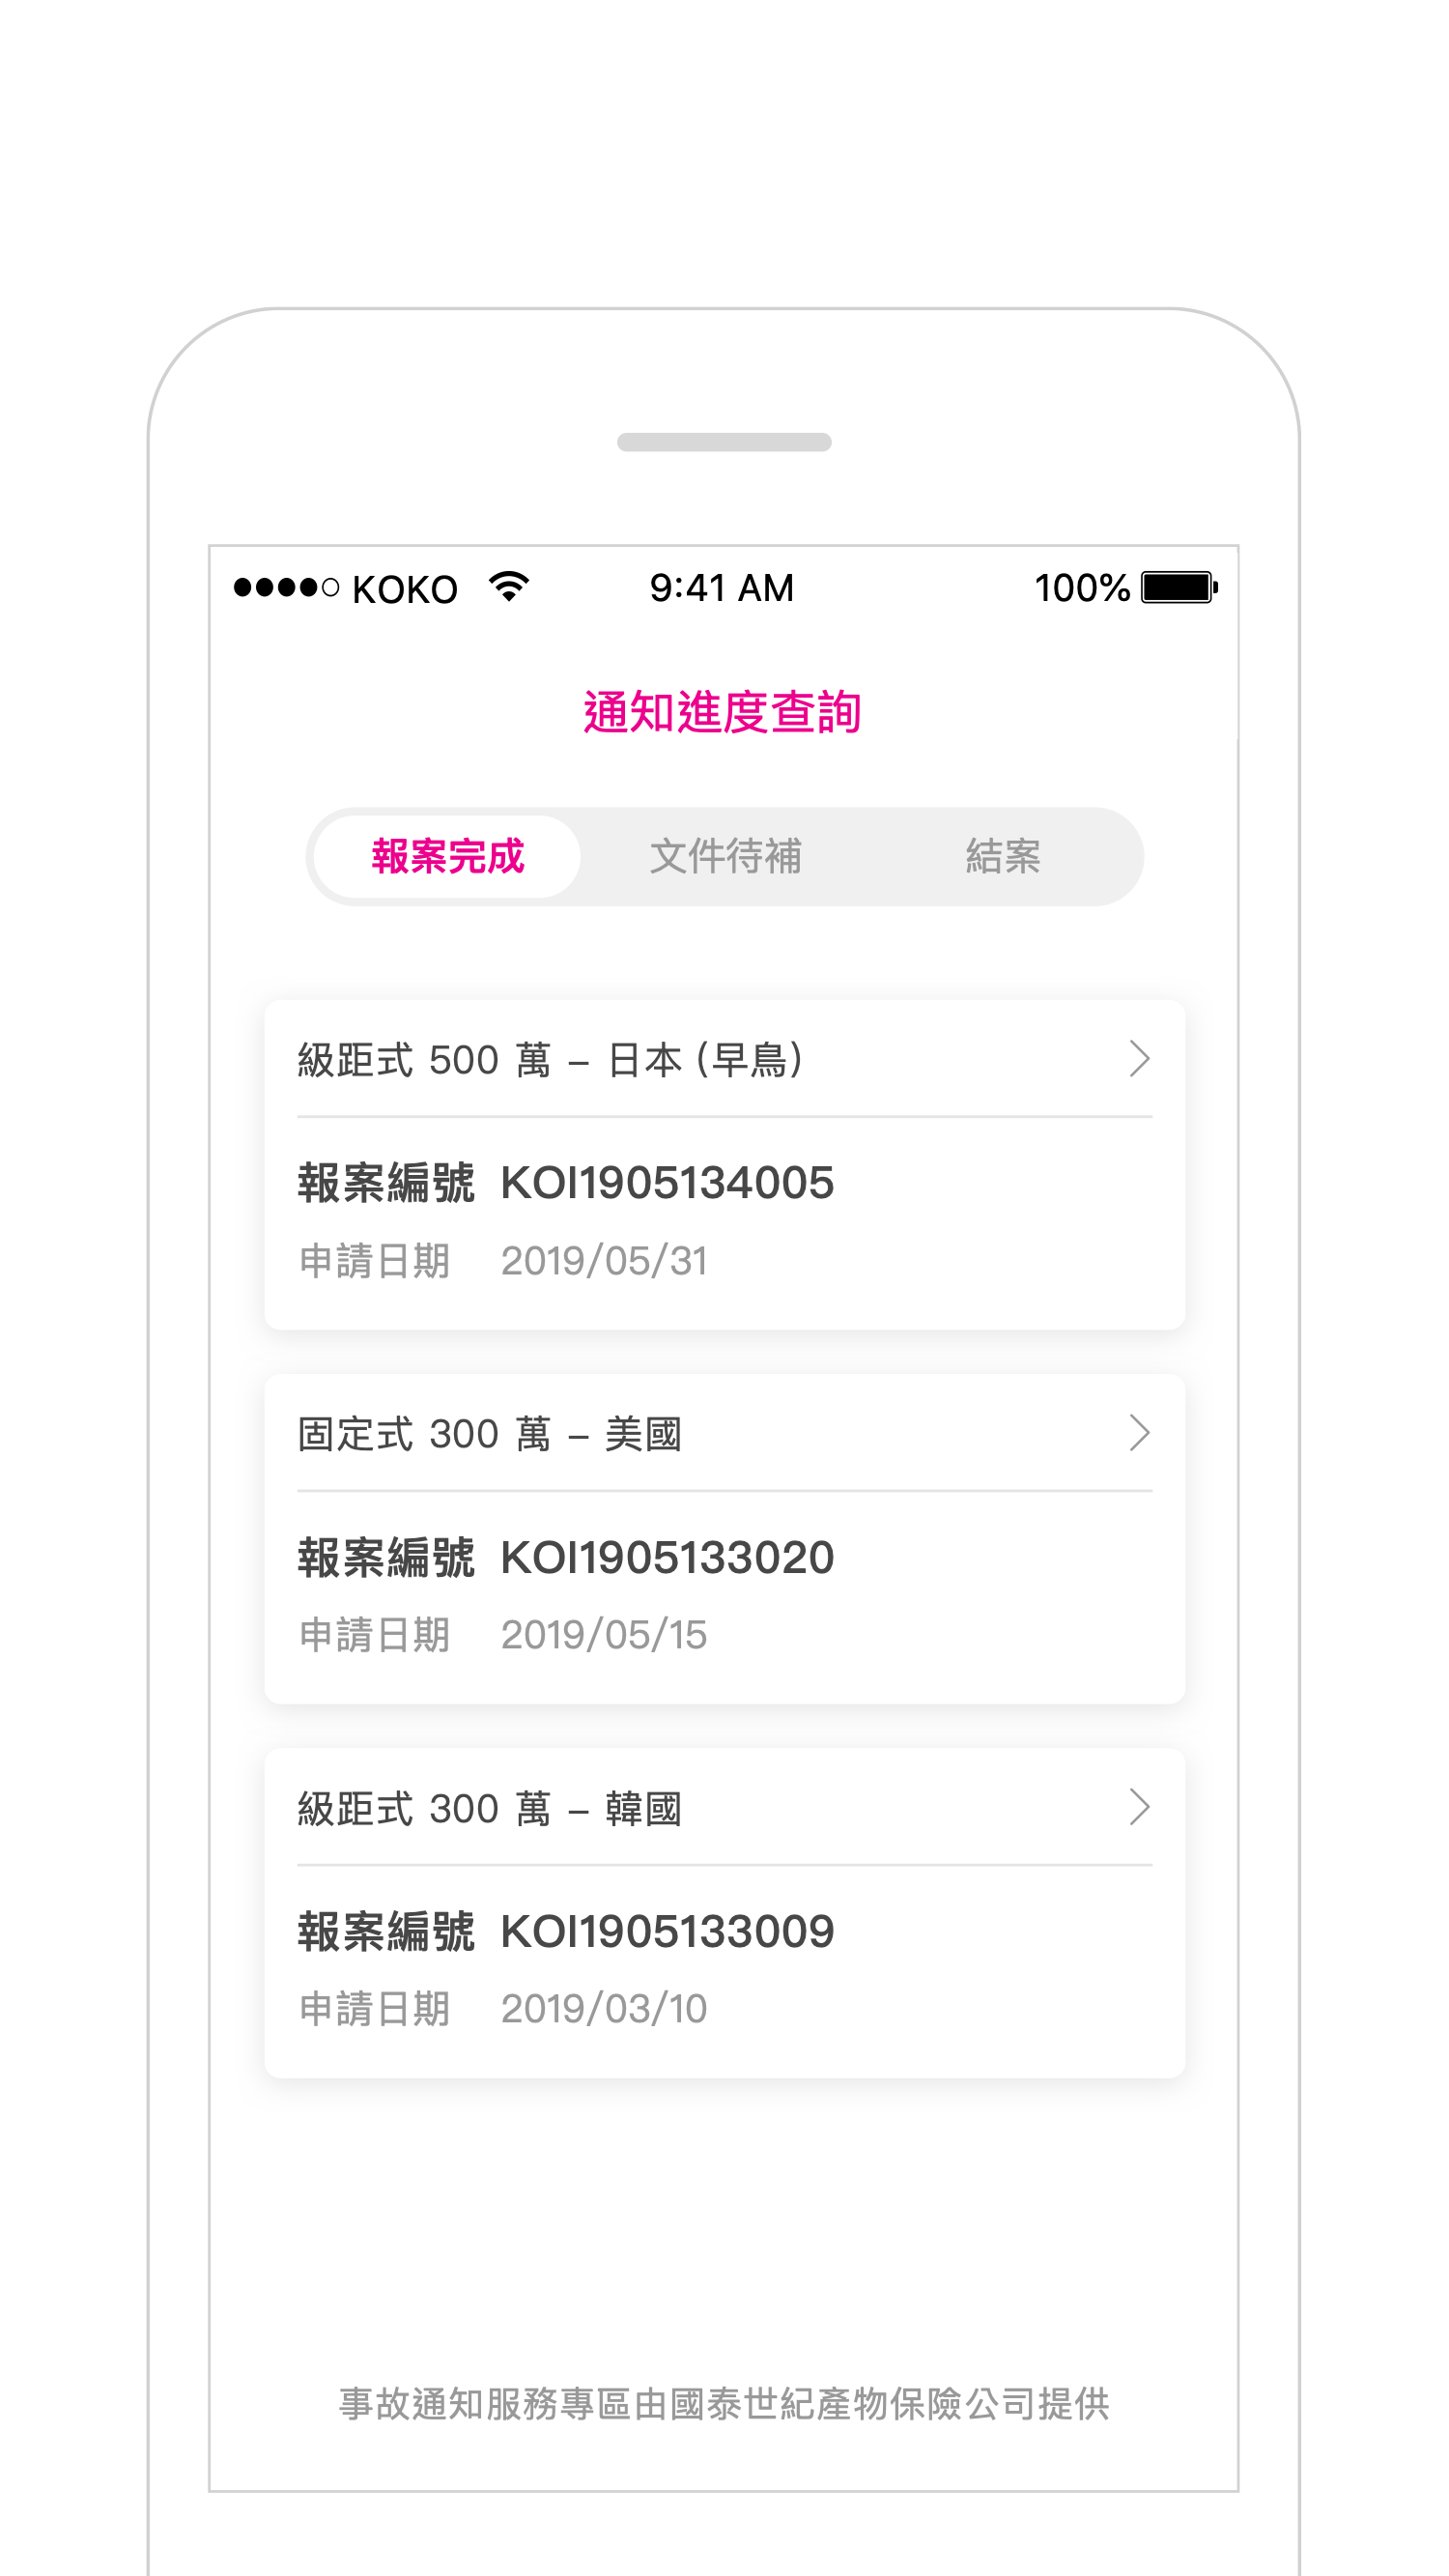 KOKO 9:41 AM 100%
通知進度查詢
報案完成 文件待補 結案
級距式 500 萬 – 日本 (早鳥)
報案編號 KOI1905134005
申請日期 2019/05/31
固定式 300 萬 – 美國
報案編號 KOI1905133020
申請日期 2019/05/15
級距式 300 萬 – 韓國
報案編號 KOI1905133009
申請日期 2019/03/10
事故通知服務專區由國泰世紀產物保險公司提供